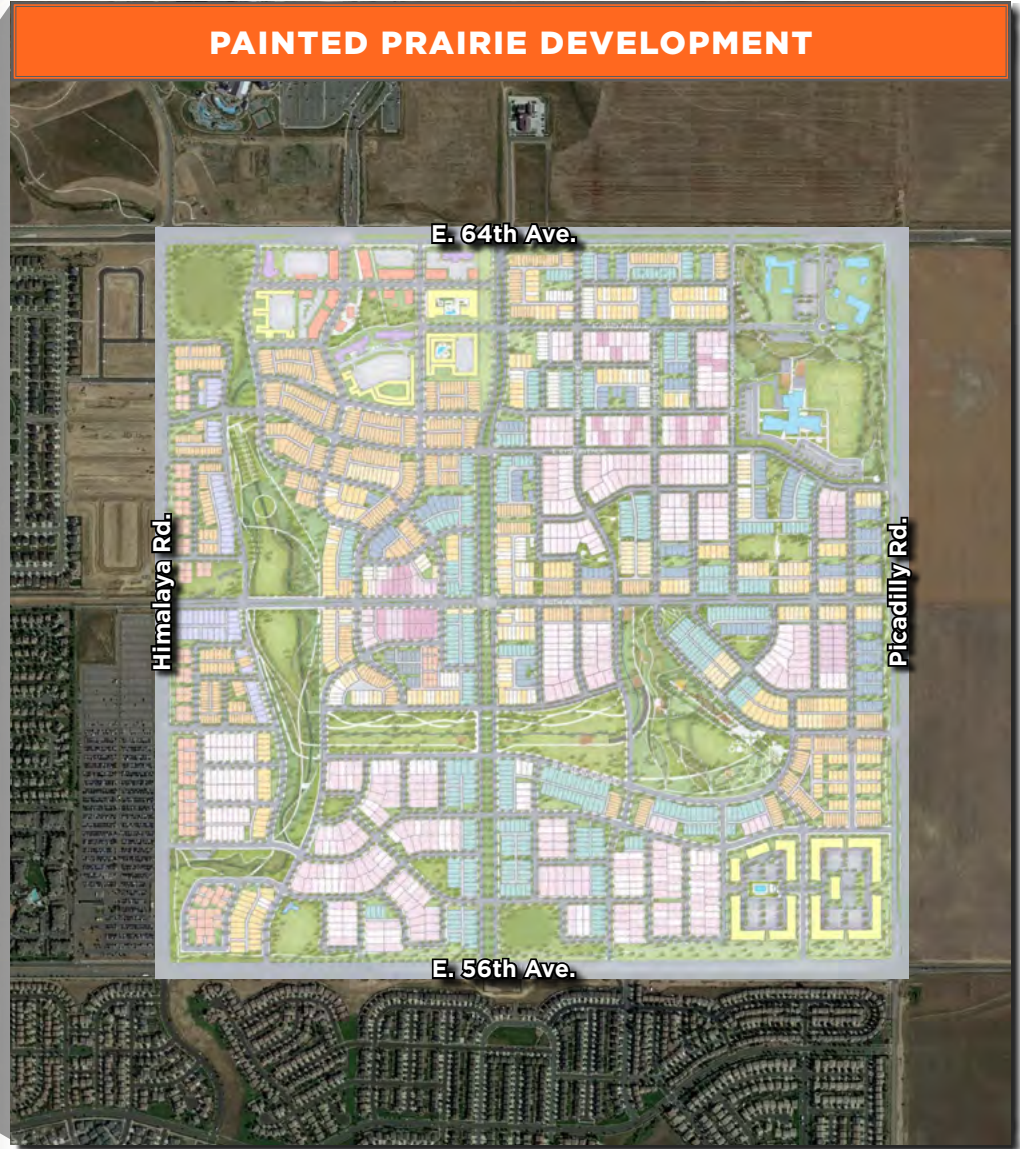 PAINTED PRAIRIE DEVELOPMENT
E. 64th Ave.
Himalaya Rd.
Picadilly Rd.
E. 56th Ave.